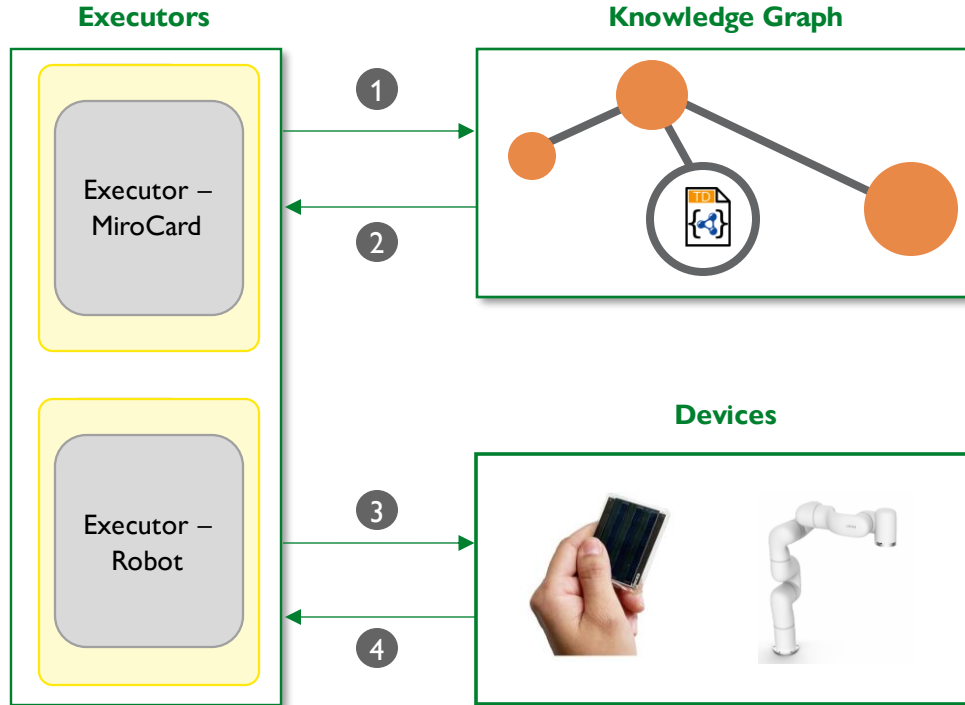 Executors
Knowledge Graph
1
Executor –
MiroCard
TD
2
Devices
Executor –
Robot
3
4